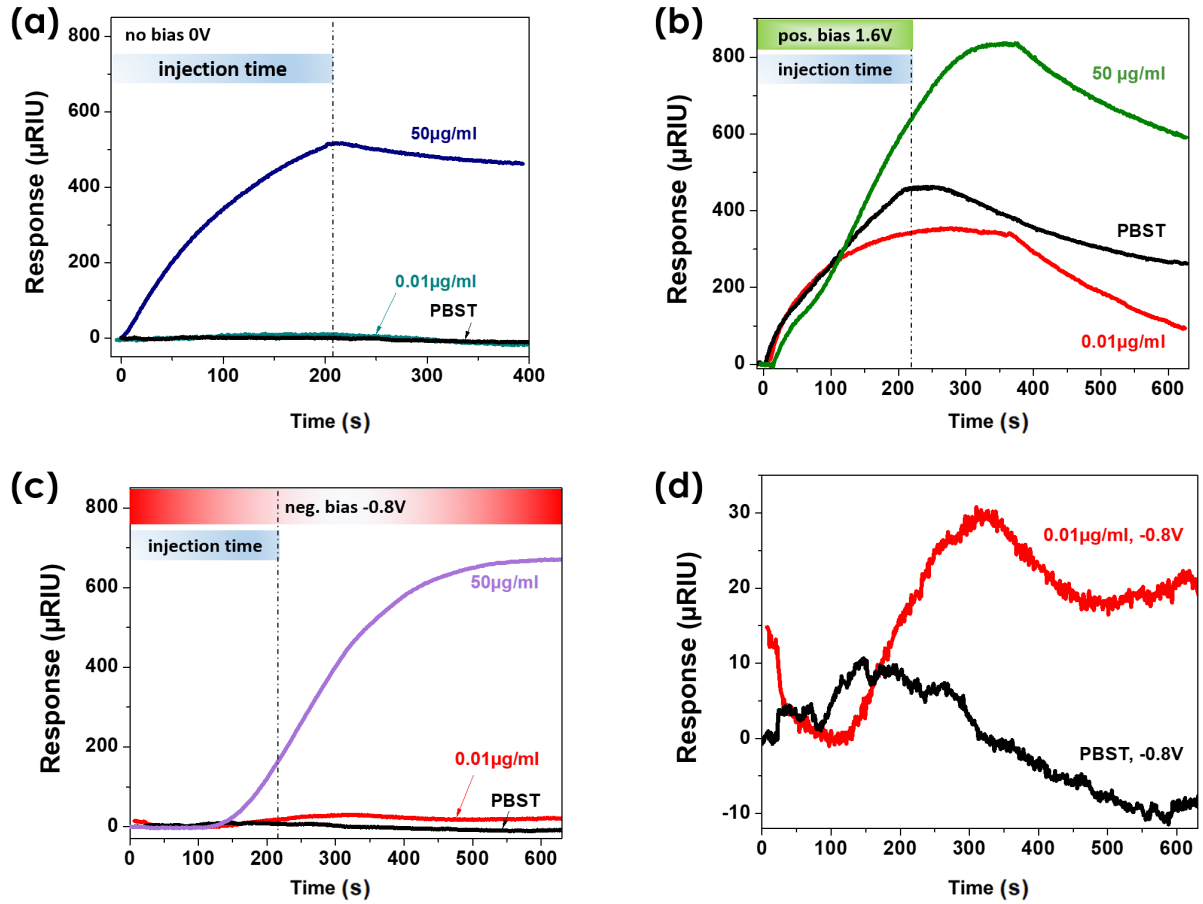 (a)
no bias 0V
injection time
50µg/ml
0.01µg/ml
PBST
Response (µRIU)
800
600
400
200
0
0 100 200 300 400
Time (s)
(b)
pos. bias 1.6V
injection time
50 µg/ml
PBST
0.01µg/ml
Response (µRIU)
800
600
400
200
0
0 100 200 300 400 500 600
Time (s)
(c)
neg. bias -0.8V
injection time
50µg/ml
0.01µg/ml
PBST
Response (µRIU)
800
600
400
200
0
0 100 200 300 400 500 600
Time (s)
(d)
0.01µg/ml, -0.8V
PBST, -0.8V
Response (µRIU)
30
20
10
0
-10
0 100 200 300 400 500 600
Time (s)